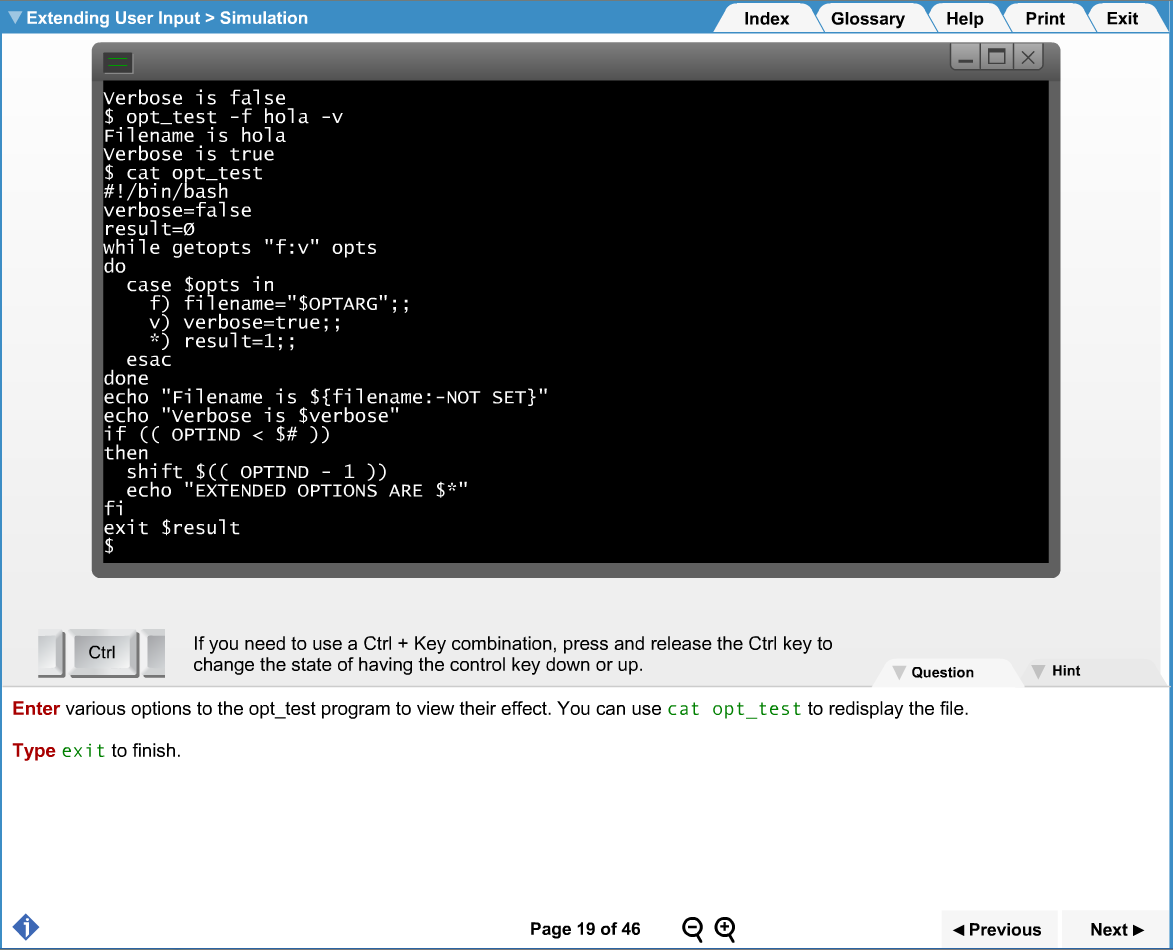 Extending User Input > Simulation
Index
Glossary
Help
Print
Exit
Verbose is false
$ opt_test -f hola -v
Filename is hola
Verbose is true
$ cat opt_test
#!/bin/bash
verbose=false
result=Ø
while getopts "f:v" opts
do
  case $opts in
    f) filename="$OPTARG";;
    v) verbose=true;;
    *) result=1;;
  esac
done
echo "Filename is ${filename:-NOT SET}"
echo "Verbose is $verbose"
if (( OPTIND < $# ))
then
  shift $(( OPTIND - 1 ))
  echo "EXTENDED OPTIONS ARE $*"
fi
exit $result
$
Ctrl
If you need to use a Ctrl + Key combination, press and release the Ctrl key to
change the state of having the control key down or up.
Question
Hint
Enter various options to the opt_test program to view their effect. You can use cat opt_test to redisplay the file.
Type exit to finish.
i
Page 19 of 46
◀ Previous
Next ▶